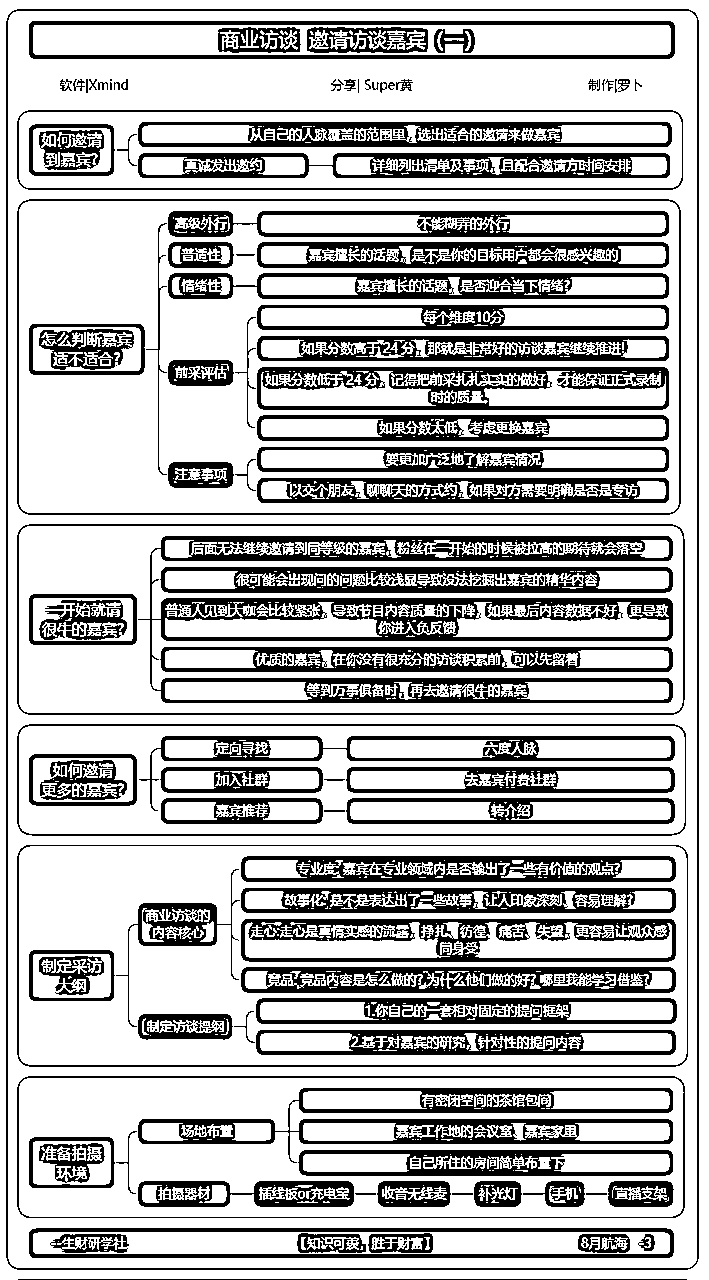 商业访谈 邀请访谈嘉宾 (一)
软件|Xmind
分享| Super黄
制作|罗卜
如何邀请
到嘉宾?
从自己的人脉覆盖的范围里，选出适合的邀请来做嘉宾
真诚发出邀约
详细列出清单及事项，且配合邀请方时间安排
怎么判断嘉宾
适不适合?
高级外行
不能糊弄的外行
普适性
嘉宾擅长的话题，是不是你的目标用户都会很感兴趣的
情绪性
嘉宾擅长的话题，是否迎合当下情绪?
前采评估
每个维度10分
如果分数高于 24 分，那就是非常好的访谈嘉宾继续推进!
如果分数低于 24 分，记得把前采扎扎实实的做好，才能保证正式录制
时的质量.
如果分数太低，考虑更换嘉宾
注意事项
要更加广泛地了解嘉宾情况
以交个朋友，聊聊天的方式约，如果对方需要明确是否是专访
一开始就请
很牛的嘉宾?
后面无法继续邀请到同等级的嘉宾，粉丝在一开始的时候被拉高的期待就会落空
很可能会出现问的问题比较浅显导致没法挖掘出嘉宾的精华内容
普通人见到大咖会比较紧张，导致节目内容质量的下降，如果最后内容数据不好，更导致
你进入负反馈
优质的嘉宾，在你没有很充分的访谈积累前，可以先留着
等到万事俱备时，再去邀请很牛的嘉宾
如何邀请
更多的嘉宾?
定向寻找
六度人脉
加入社群
去嘉宾付费社群
嘉宾推荐
转介绍
制定采访
大纲
商业访谈的
内容核心
专业度: 嘉宾在专业领域内是否输出了一些有价值的观点?
故事化: 是不是表达出了一些故事，让人印象深刻、容易理解?
走心: 走心是真情实感的流露，挣扎、彷徨、痛苦、失望，更容易让观众感
同身受
竞品: 竞品内容是怎么做的? 为什么他们做的好? 哪里我能学习借鉴?
制定访谈提纲
1.你自己的一套相对固定的提问框架
2.基于对嘉宾的研究，针对性的提问内容
准备拍摄
环境
场地布置
有密闭空间的茶馆包间
嘉宾工作地的会议室、嘉宾家里
自己所住的房间简单布置下
拍摄器材
插线板or充电宝
收音无线麦
补光灯
手机
直播支架
生财研学社
【知识可获，胜于财富】
8月航海 -3